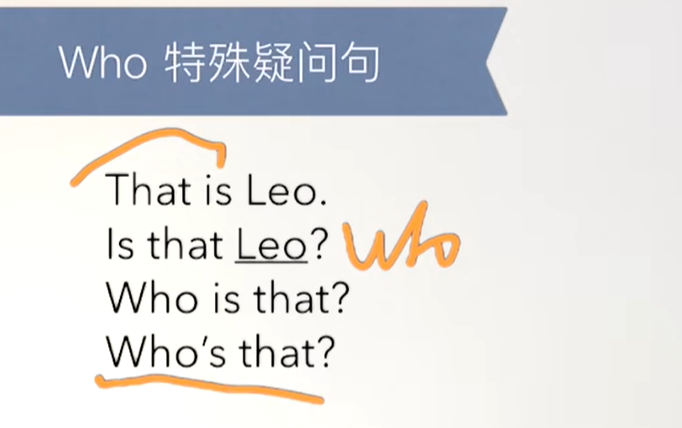 Who 特殊疑问句
That is Leo.
Is that Leo? who
Who is that?
Who's that?